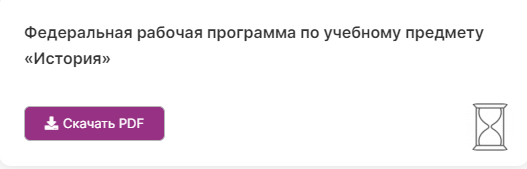 Федеральная рабочая программа по учебному предмету
«История»
Скачать PDF